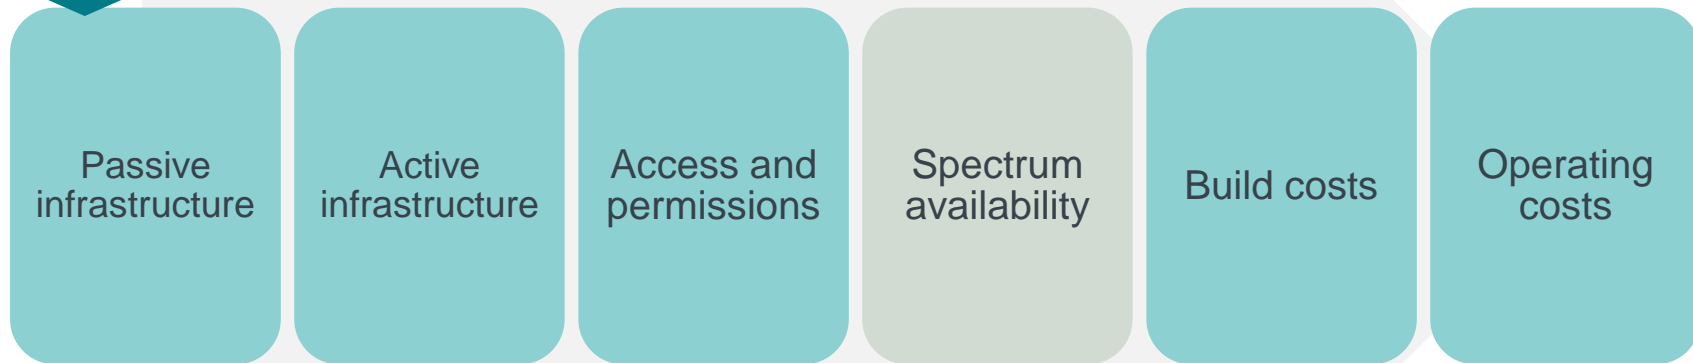 Passive
infrastructure
Active
infrastructure
Access and
permissions
Spectrum
availability
Build costs
Operating
costs